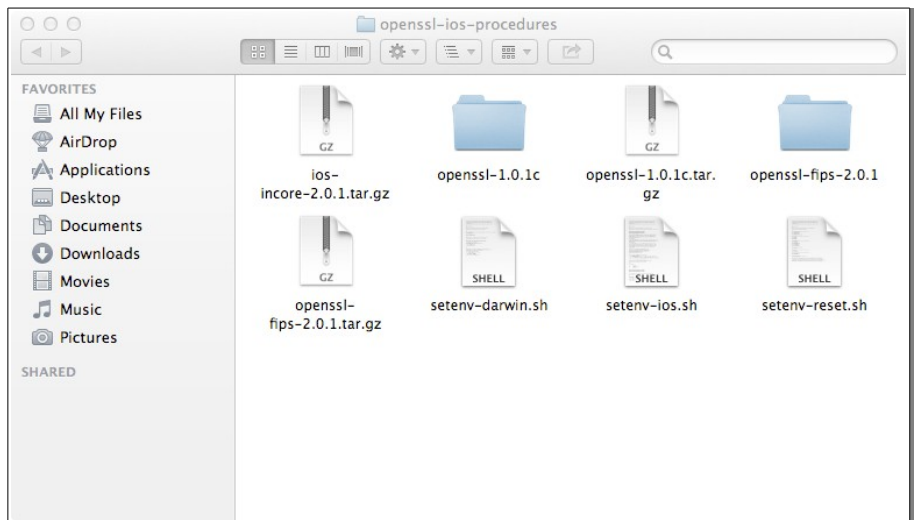 openssl-ios-procedures
FAVORITES
All My Files
AirDrop
Applications
Desktop
Documents
Downloads
Movies
Music
Pictures
SHARED
GZ
GZ
ios-
incore-2.0.1.tar.gz
openssl-1.0.1c
openssl-1.0.1c.tar.
gz
openssl-fips-2.0.1
GZ
SHELL
SHELL
SHELL
openssl-
fips-2.0.1.tar.gz
setenv-darwin.sh
setenv-ios.sh
setenv-reset.sh